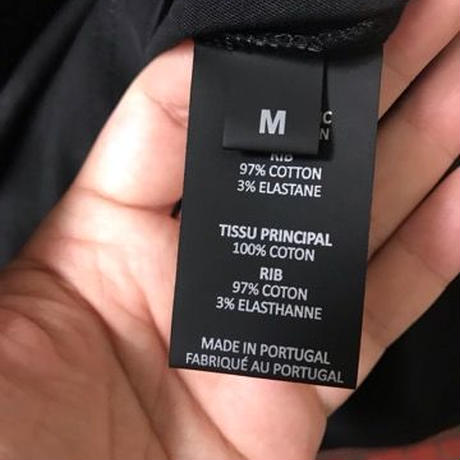 M
C
N
RIB
97% COTTON
3% ELASTANE
TISSU PRINCIPAL
100% COTON
RIB
97% COTON
3% ELASTHANNE
MADE IN PORTUGAL
FABRIQUÉ AU PORTUGAL